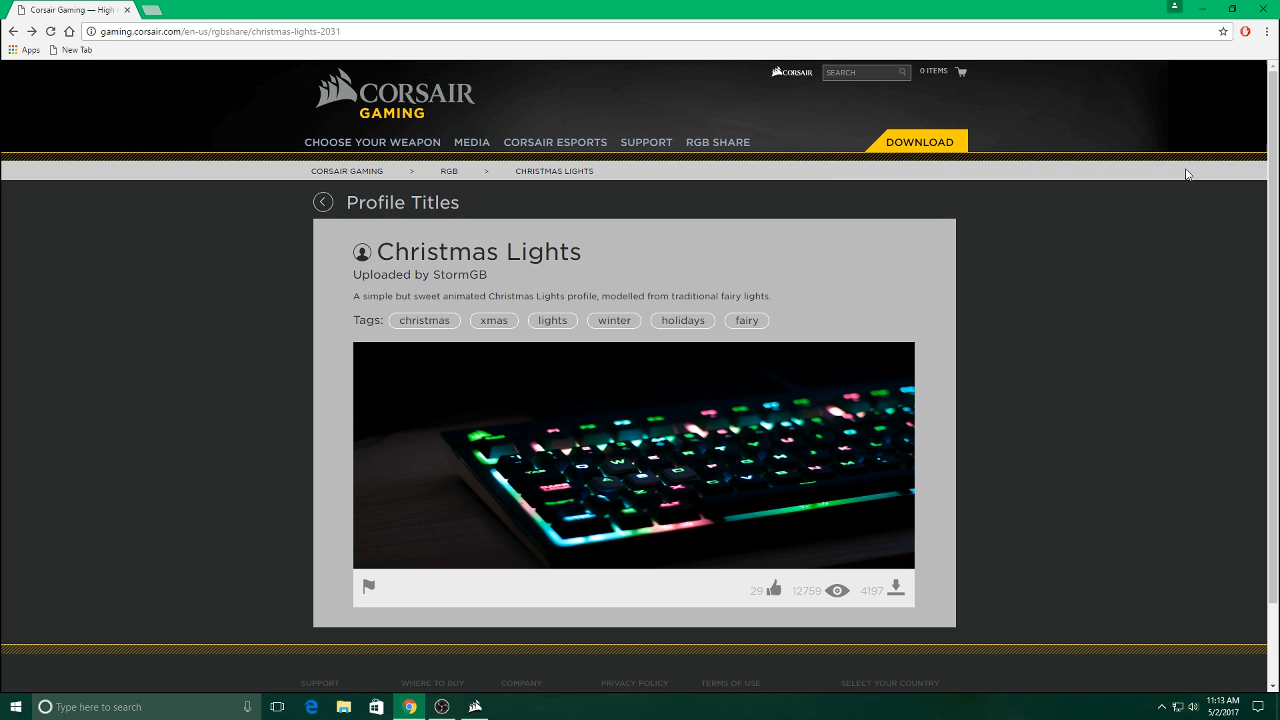 Corsair Gaming — High
gaming.corsair.com/en-us/rgbshare/christmas-lights-2031
Apps New Tab
CORSAIR SEARCH 0 ITEMS
CORSAIR
GAMING
CHOOSE YOUR WEAPON MEDIA CORSAIR ESPORTS SUPPORT RGB SHARE DOWNLOAD
CORSAIR GAMING > RGB > CHRISTMAS LIGHTS
Profile Titles
Christmas Lights
Uploaded by StormGB
A simple but sweet animated Christmas Lights profile, modelled from traditional fairy lights.
Tags: christmas xmas lights winter holidays fairy
29 12759 4197
SUPPORT WHERE TO BUY COMPANY PRIVACY POLICY TERMS OF USE SELECT YOUR COUNTRY
Type here to search
11:13 AM
5/2/2017